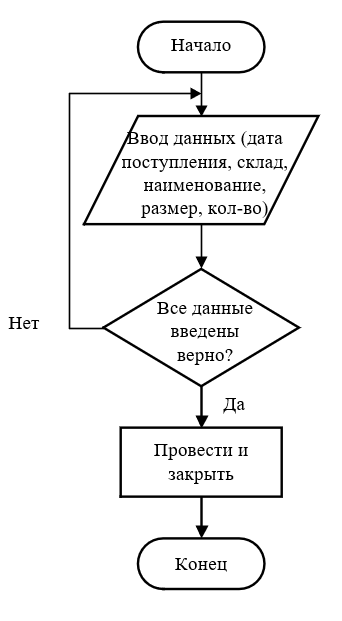 Начало
Ввод данных (дата
поступления, склад,
наименование,
размер, кол-во)
Все данные
введены
верно?
Нет
Да
Провести и
закрыть
Конец